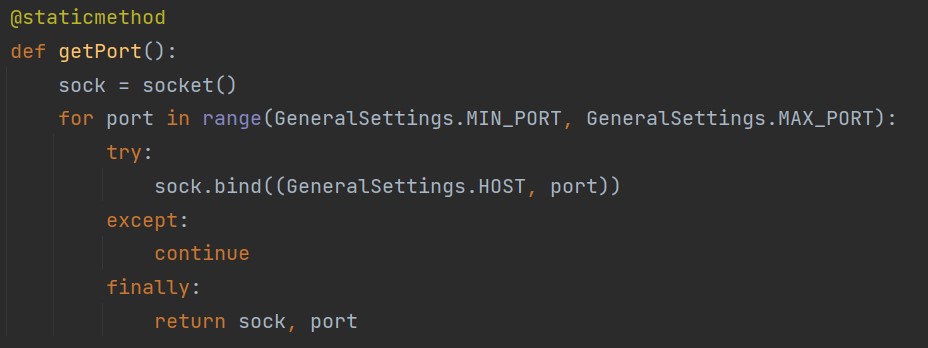 @staticmethod
def getPort():
    sock = socket()
    for port in range(GeneralSettings.MIN_PORT, GeneralSettings.MAX_PORT):
        try:
            sock.bind((GeneralSettings.HOST, port))
        except:
            continue
        finally:
            return sock, port